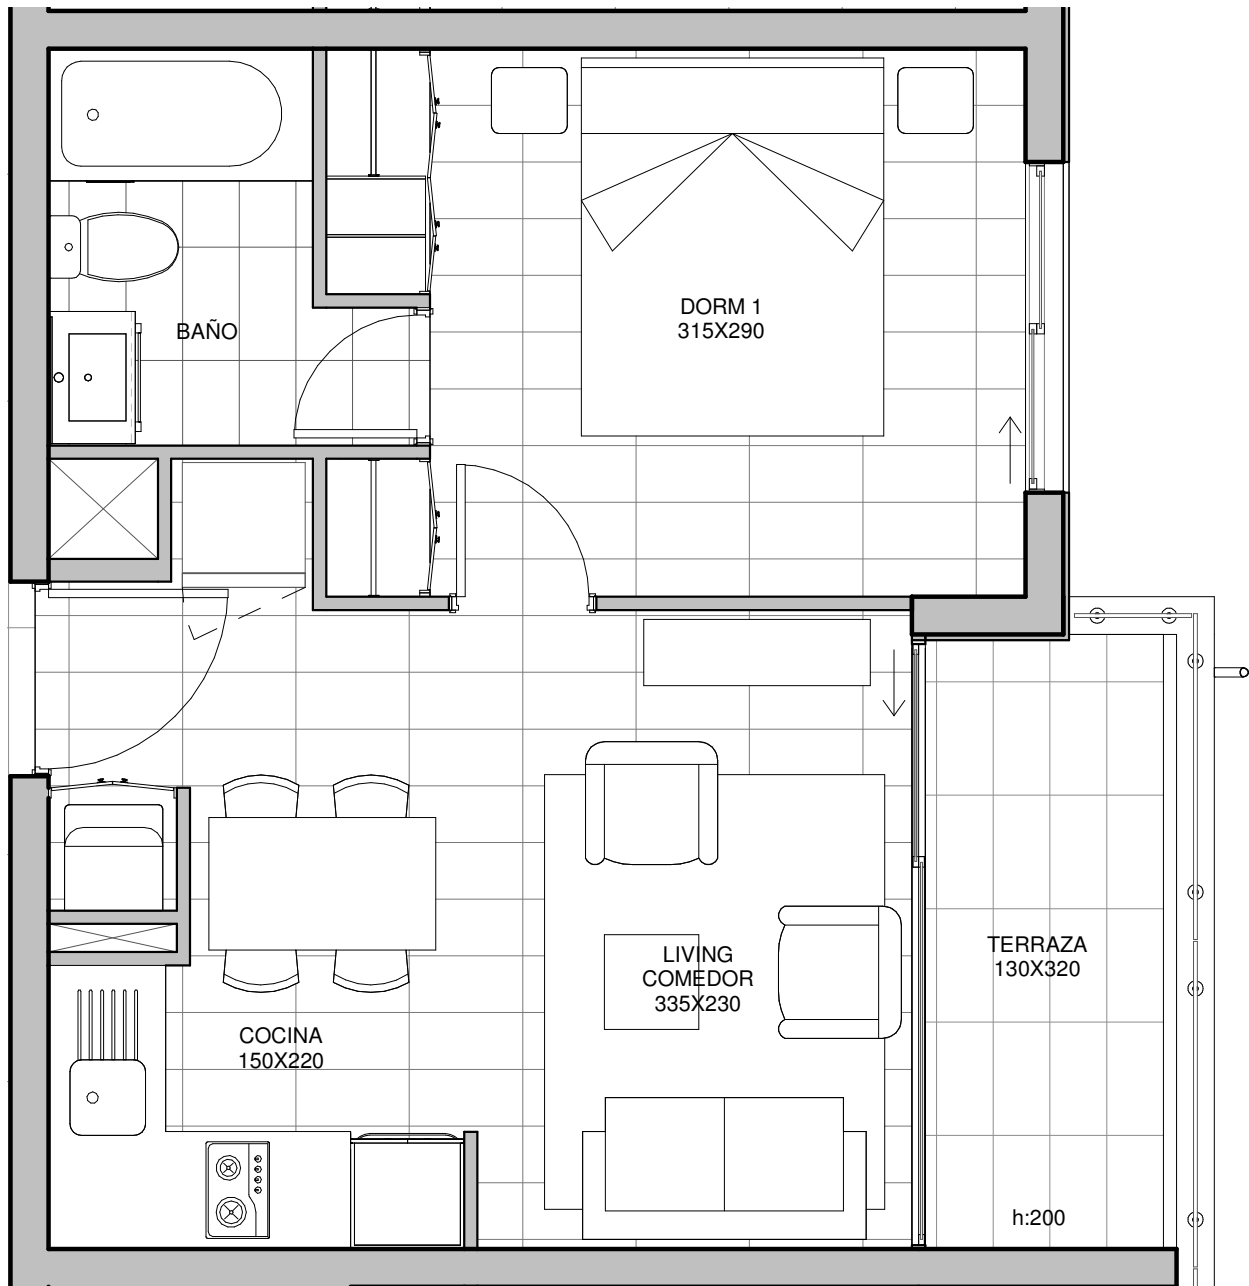 DORM 1
315X290
BAÑO
LIVING
COMEDOR
335X230
TERRAZA
130X320
COCINA
150X220
h:200